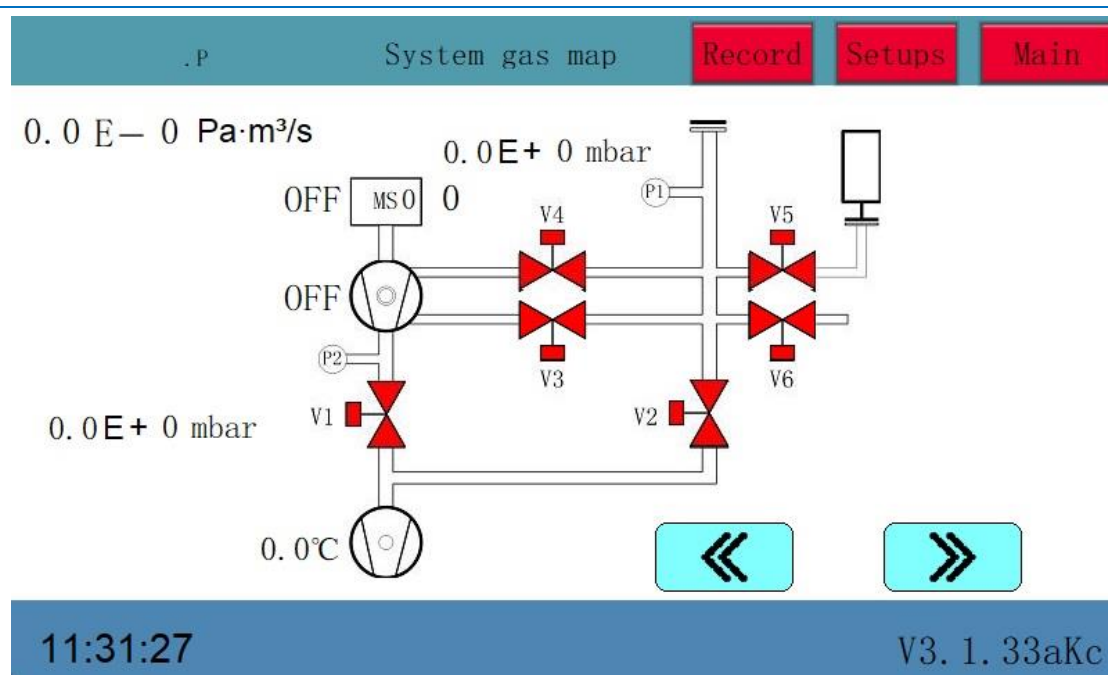 .P System gas map Record Setups Main
0.0 E- 0 Pa·m³/s
0.0E+ 0 mbar
OFF MS0 0
P1
V4 V5
OFF
P2
V3 V6
V1 V2
0.0E+ 0 mbar
0.0℃
11:31:27 V3.1.33aKc